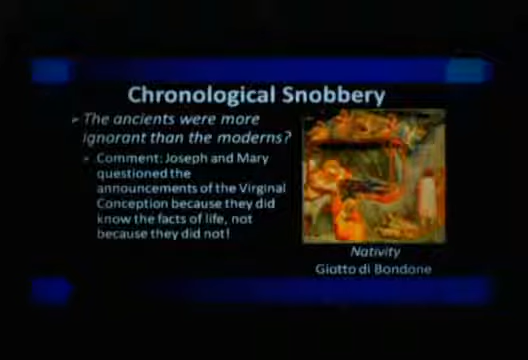 Chronological Snobbery
The ancients were more
ignorant than the moderns?
Comment: Joseph and Mary
questioned the
announcements of the Virginal
Conception because they did
know the facts of life, not
because they did not!
Nativity
Giotto di Bondone